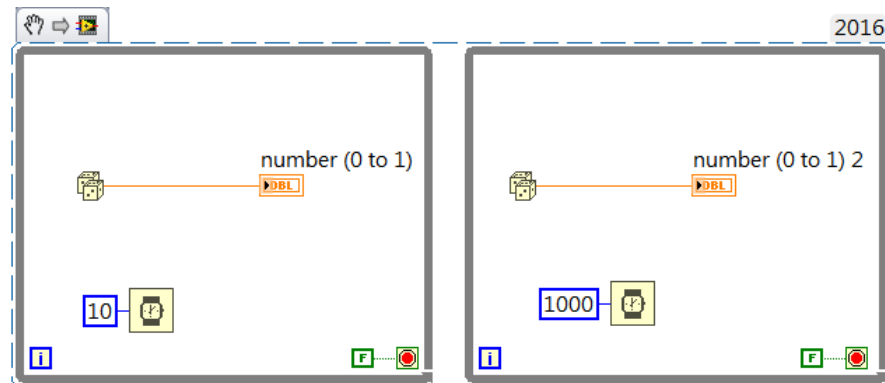 2016
number (0 to 1)
DBL
10
i
F
number (0 to 1) 2
DBL
1000
i
F